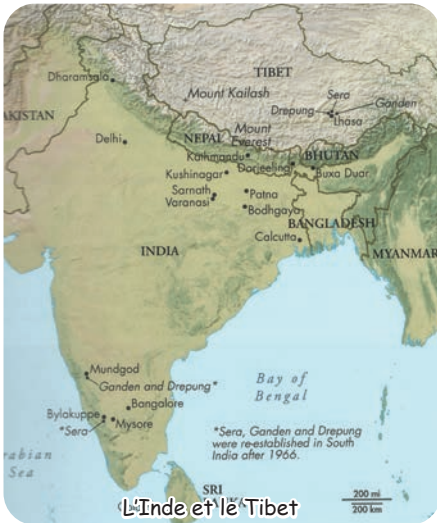 Dharamsala
TIBET
Mount Kailash
Sera
Drepung
Ganden
Lhasa
AKISTAN
Delhi
NEPAL
Mount
Everest
Kathmandu
Darjeeling
BHUTAN
Kushinagar
Buxa Duar
Sarnath
Varanasi
Patna
Bodhgaya
BANGLADESH
Calcutta
INDIA
MYANMAR
Mundgod
Ganden and Drepung*
Bangalore
Bylakuppe
*Sera
Mysore
Bay of
Bengal
*Sera, Ganden and Drepung
were re-established in South
India after 1966.
rabian
Sea
SRI
L'Inde et le Tibet
200 mi
200 km